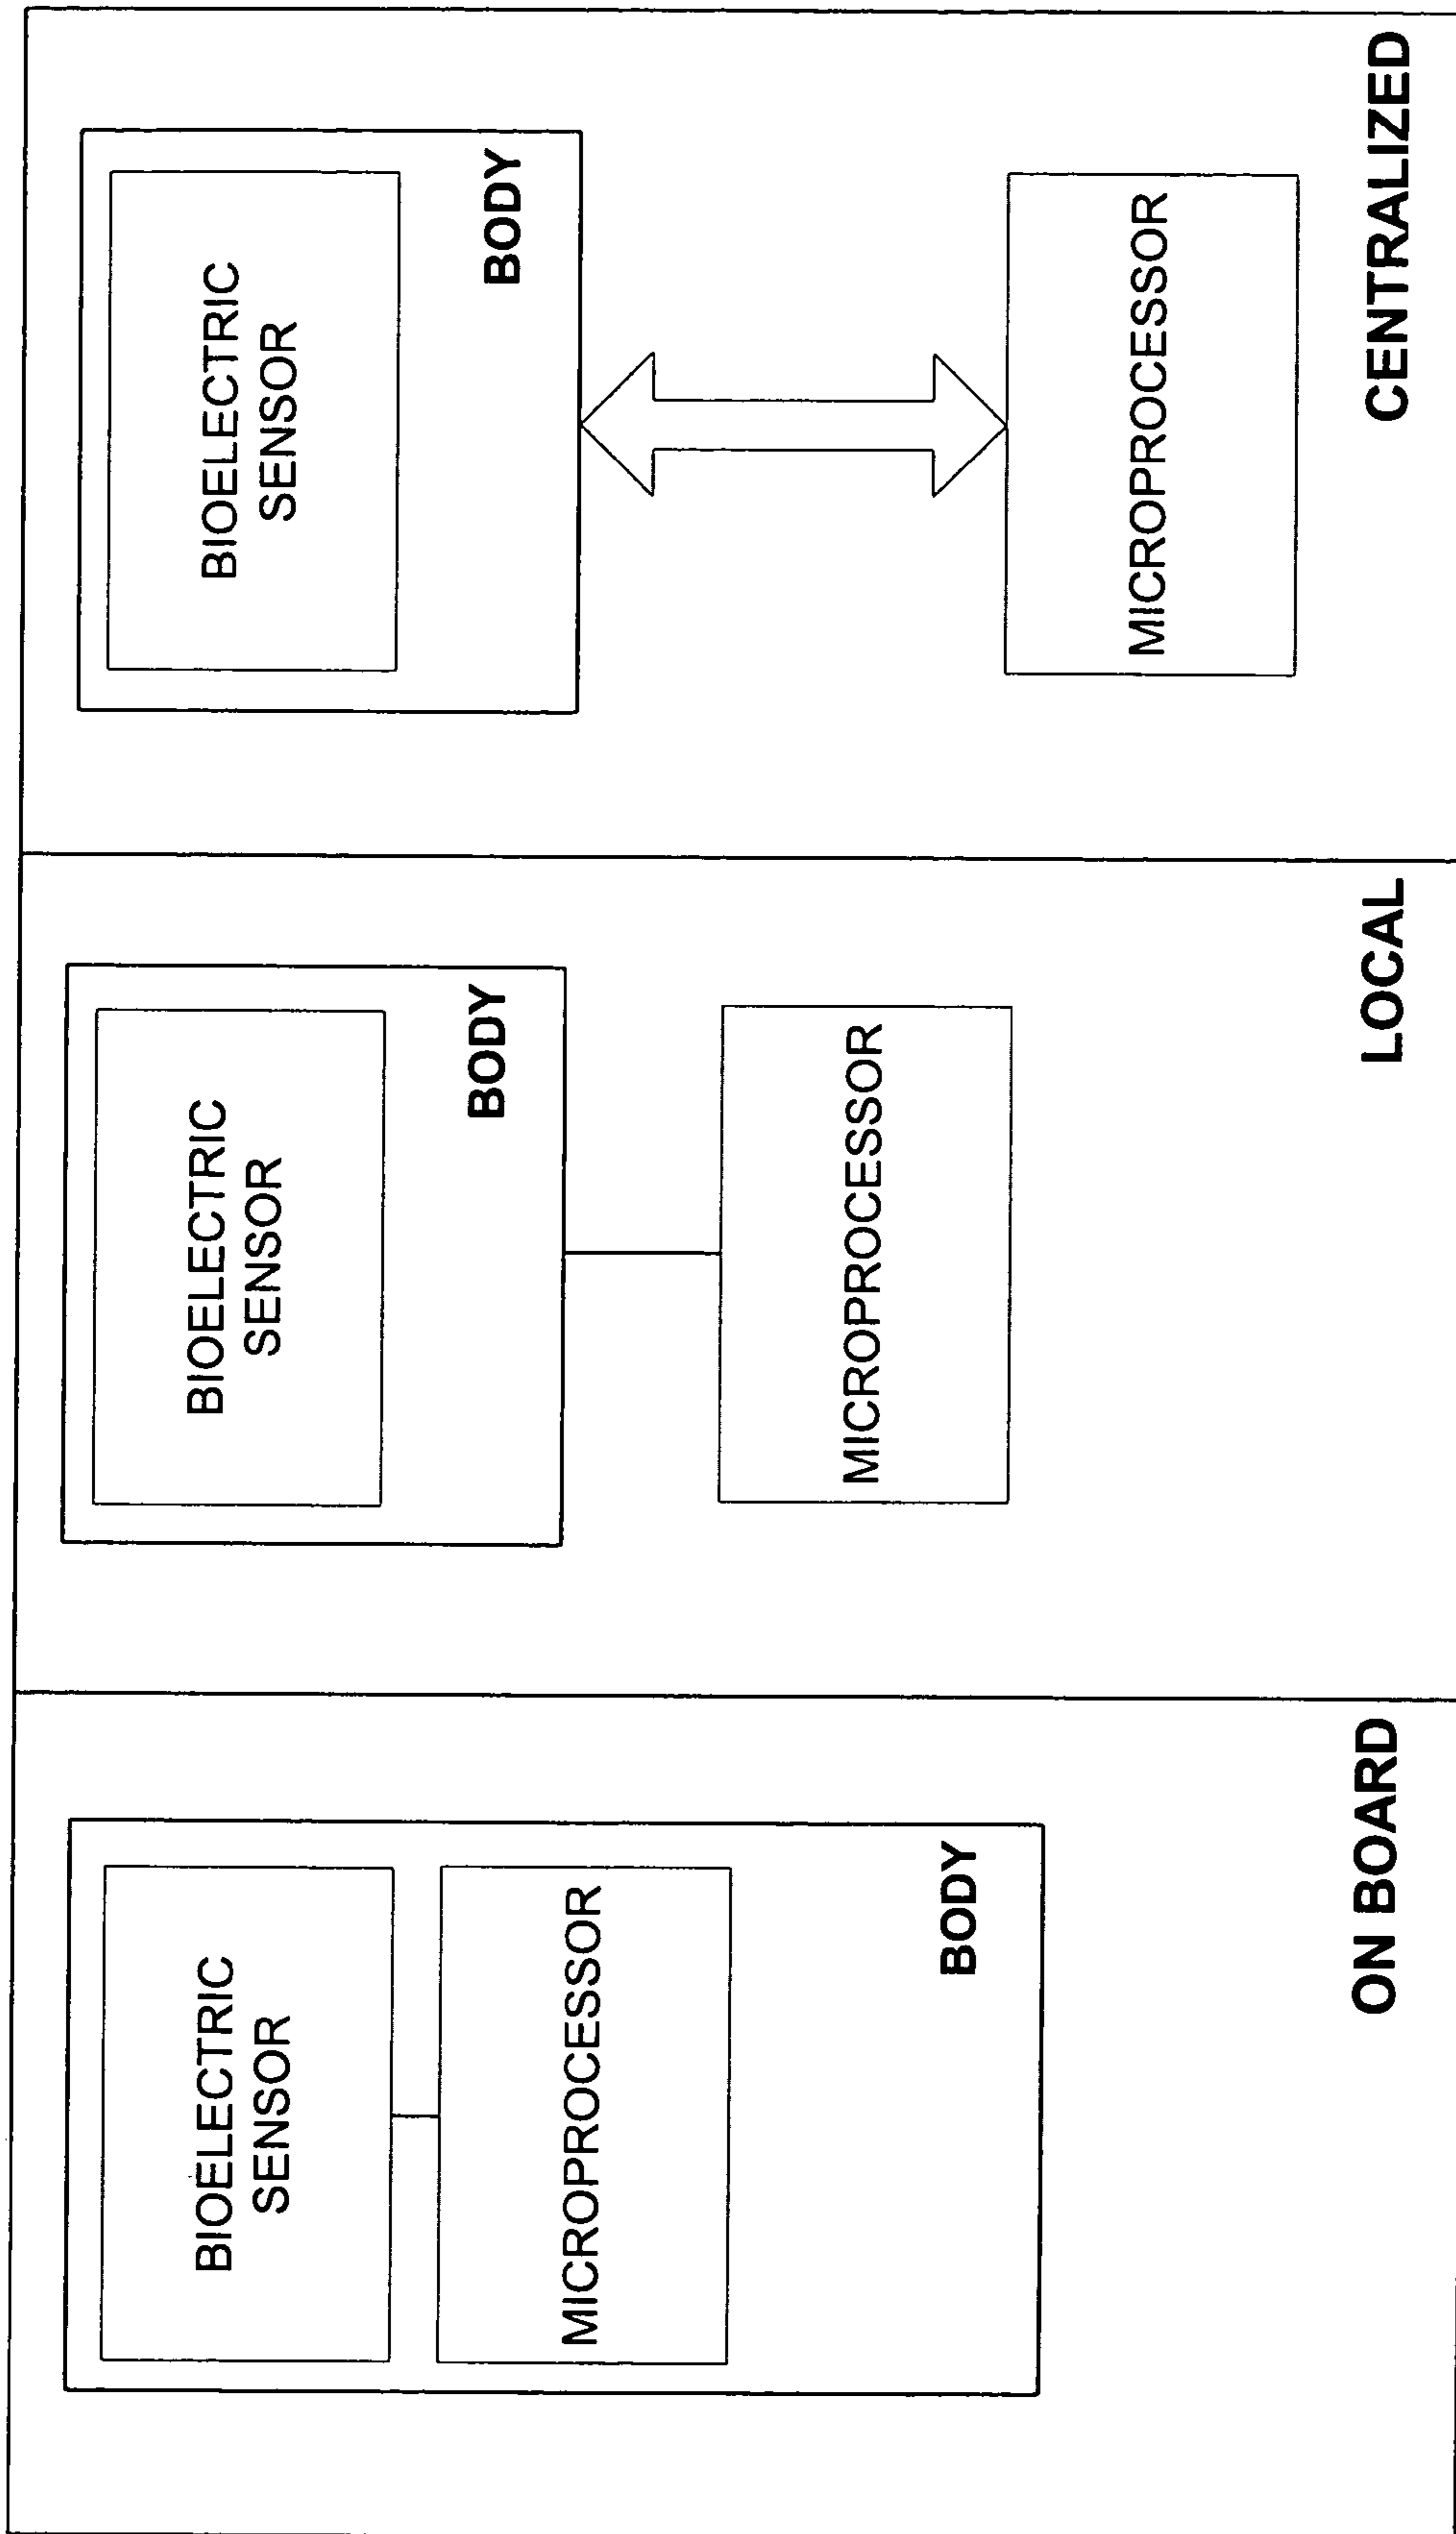 BIOELECTRIC
SENSOR
MICROPROCESSOR
BODY
ON BOARD
BIOELECTRIC
SENSOR
BODY
MICROPROCESSOR
LOCAL
BIOELECTRIC
SENSOR
BODY
MICROPROCESSOR
CENTRALIZED